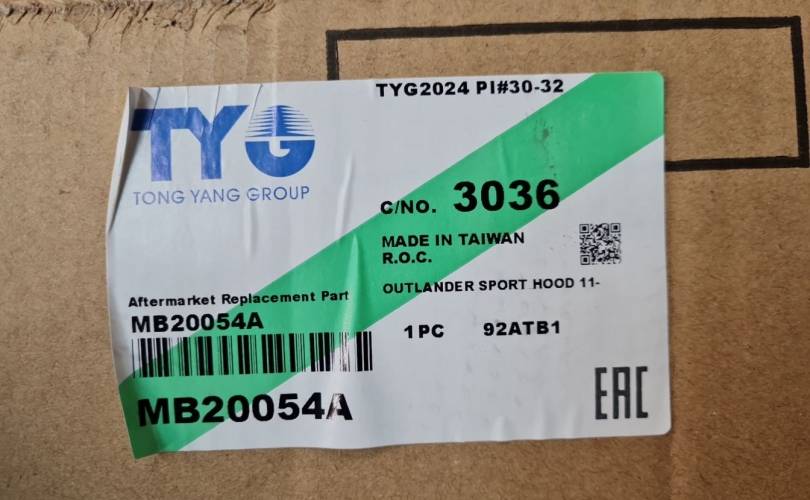 TYG2024 PI#30-32
TYG
TONG YANG GROUP
C/NO. 3036
MADE IN TAIWAN
R.O.C.
OUTLANDER SPORT HOOD 11-
Aftermarket Replacement Part
MB20054A
1PC 92ATB1
MB20054A
EAC